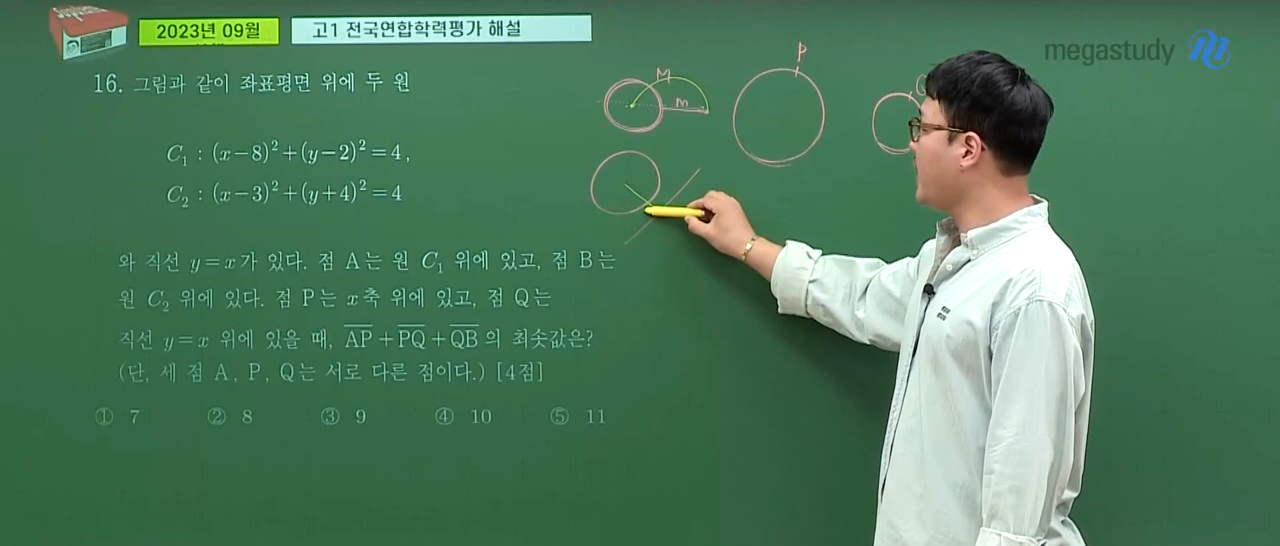 2023년 09월
고1 전국연합학력평가 해설
megastudy
16. 그림과 같이 좌표평면 위에 두 원
C₁ : (x−8)²+(y−2)²=4,
C₂ : (x−3)²+(y+4)²=4
와 직선 y=x가 있다. 점 A는 원 C₁ 위에 있고, 점 B는
원 C₂ 위에 있다. 점 P는 x축 위에 있고, 점 Q는
직선 y=x 위에 있을 때, A̅P̅+P̅Q̅+Q̅B̅의 최솟값은?
(단, 세 점 A, P, Q는 서로 다른 점이다.) [4점]
① 7 ② 8 ③ 9 ④ 10 ⑤ 11
M
m
P